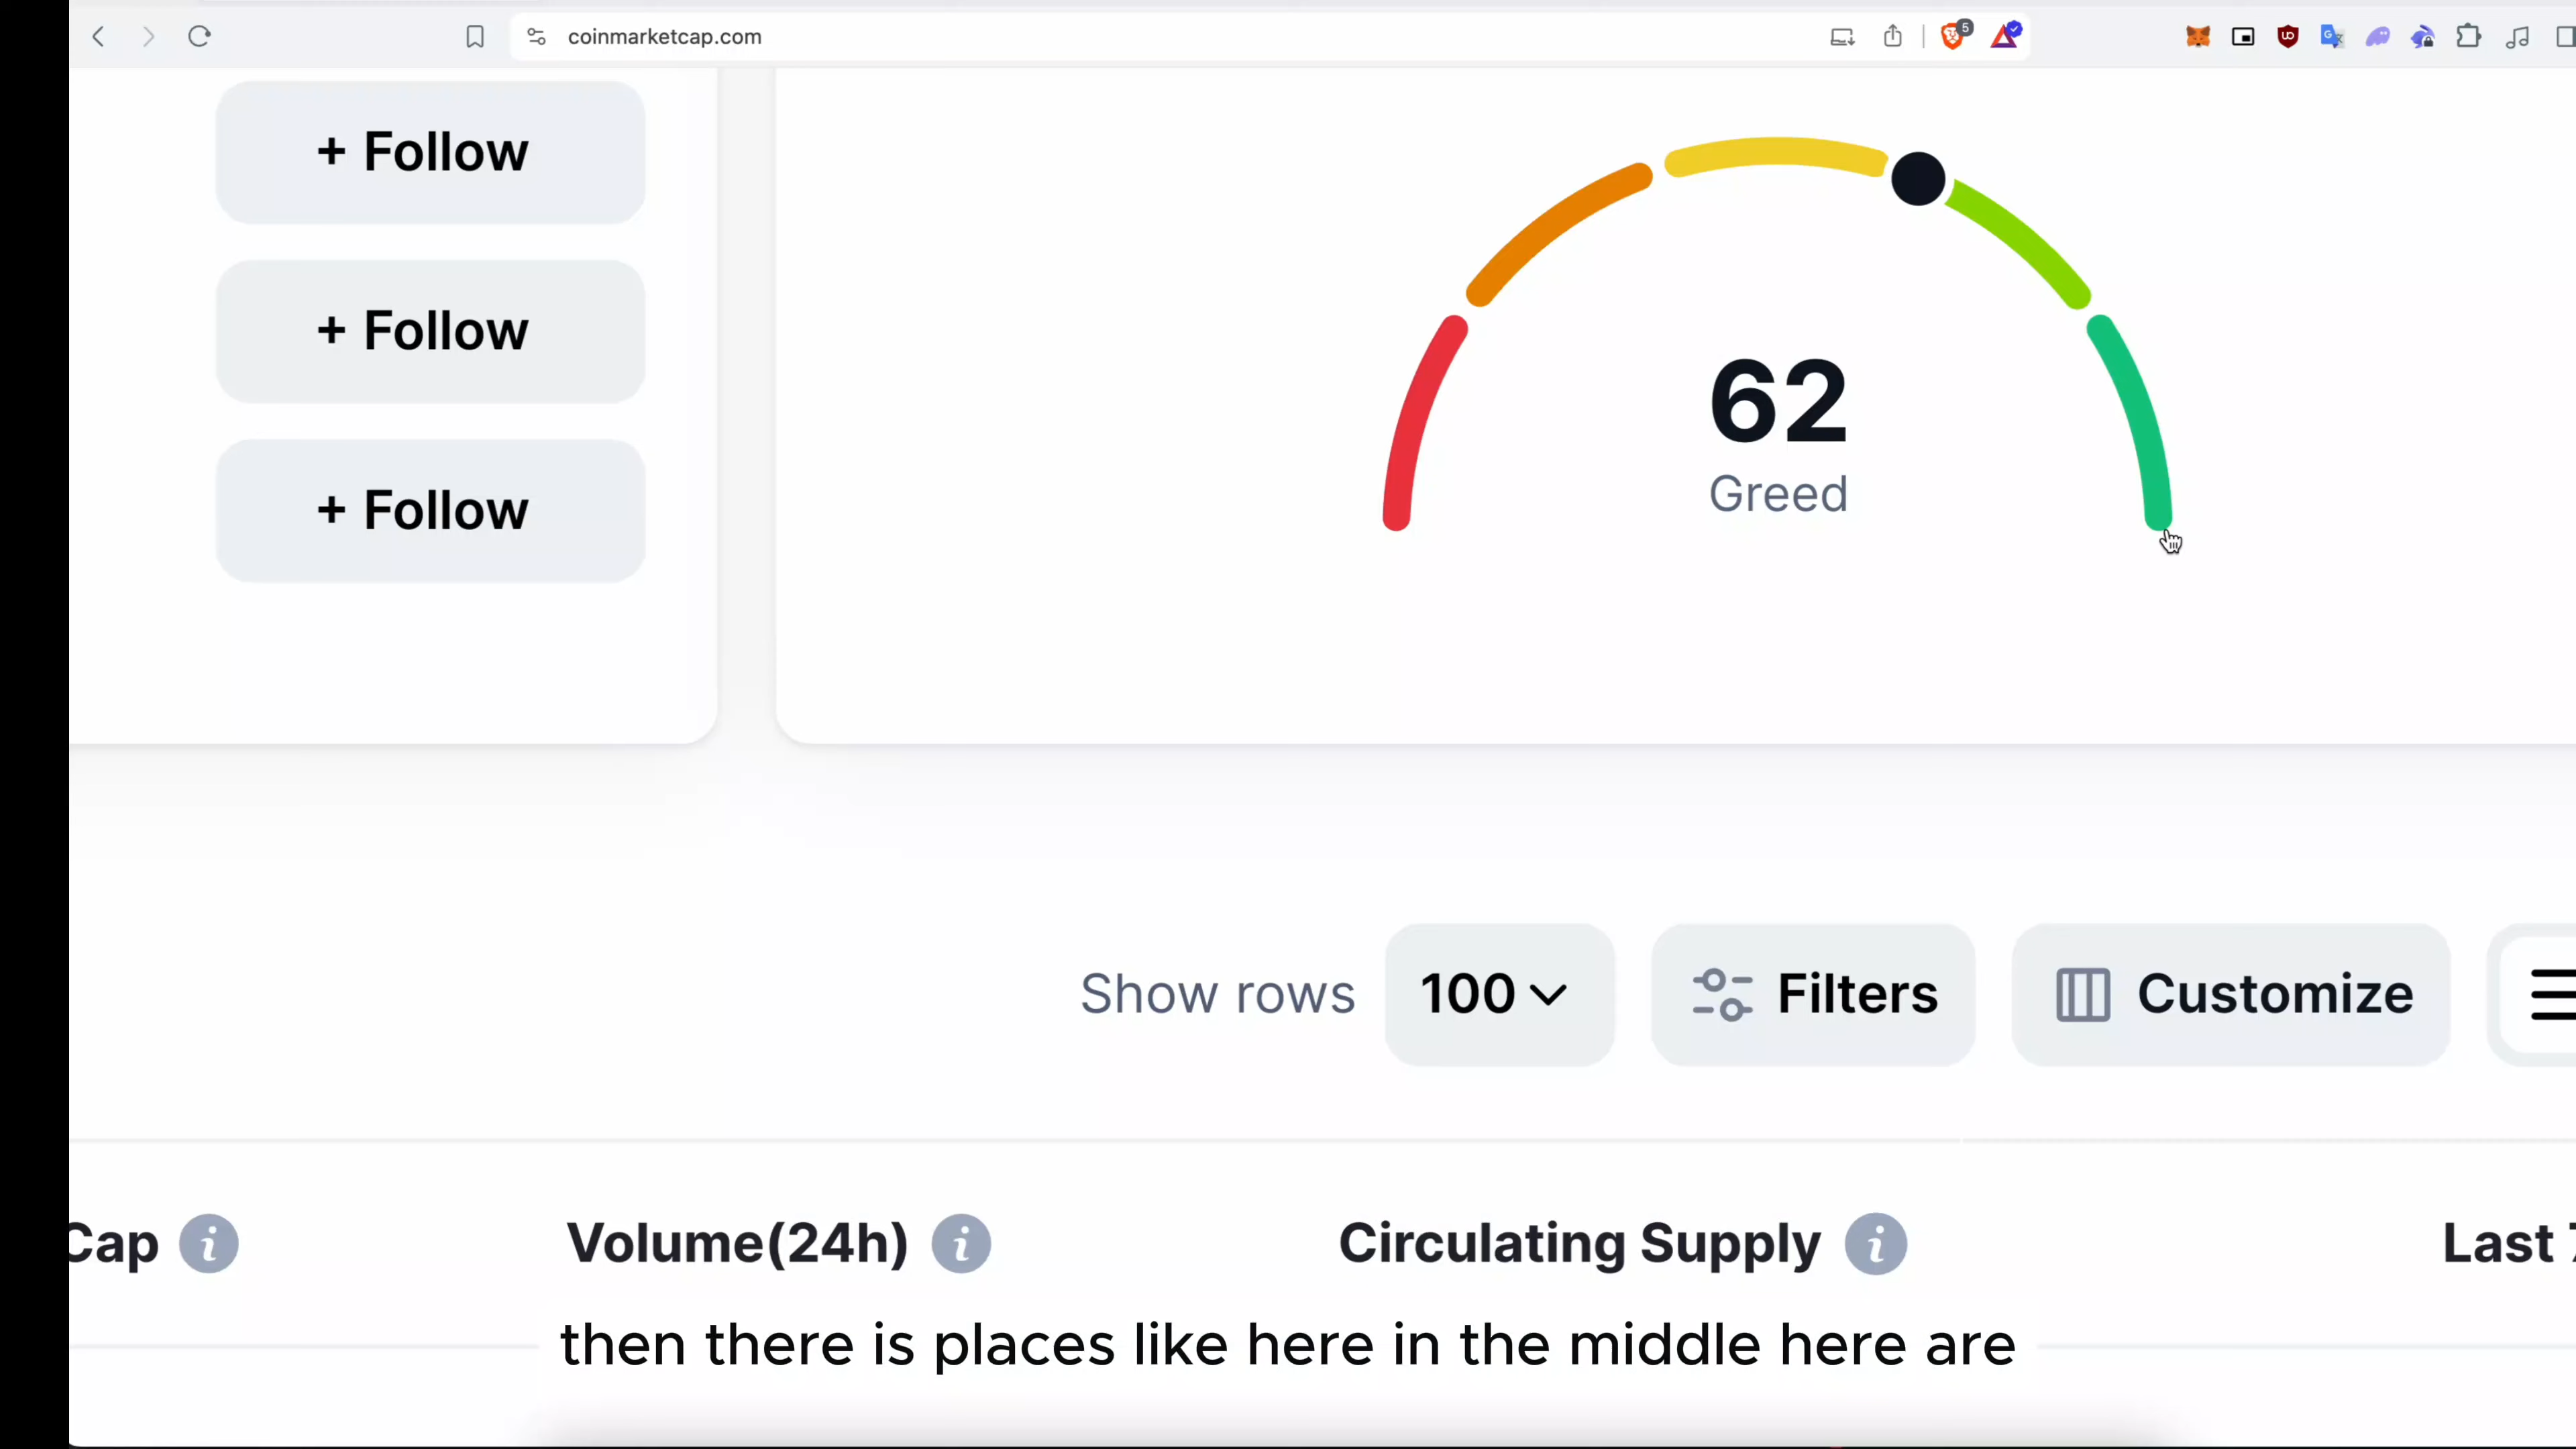 coinmarketcap.com
5
+ Follow
+ Follow
+ Follow
62
Greed
Show rows
100
Filters
Customize
Cap
Volume(24h)
Circulating Supply
Last
then there is places like here in the middle here are